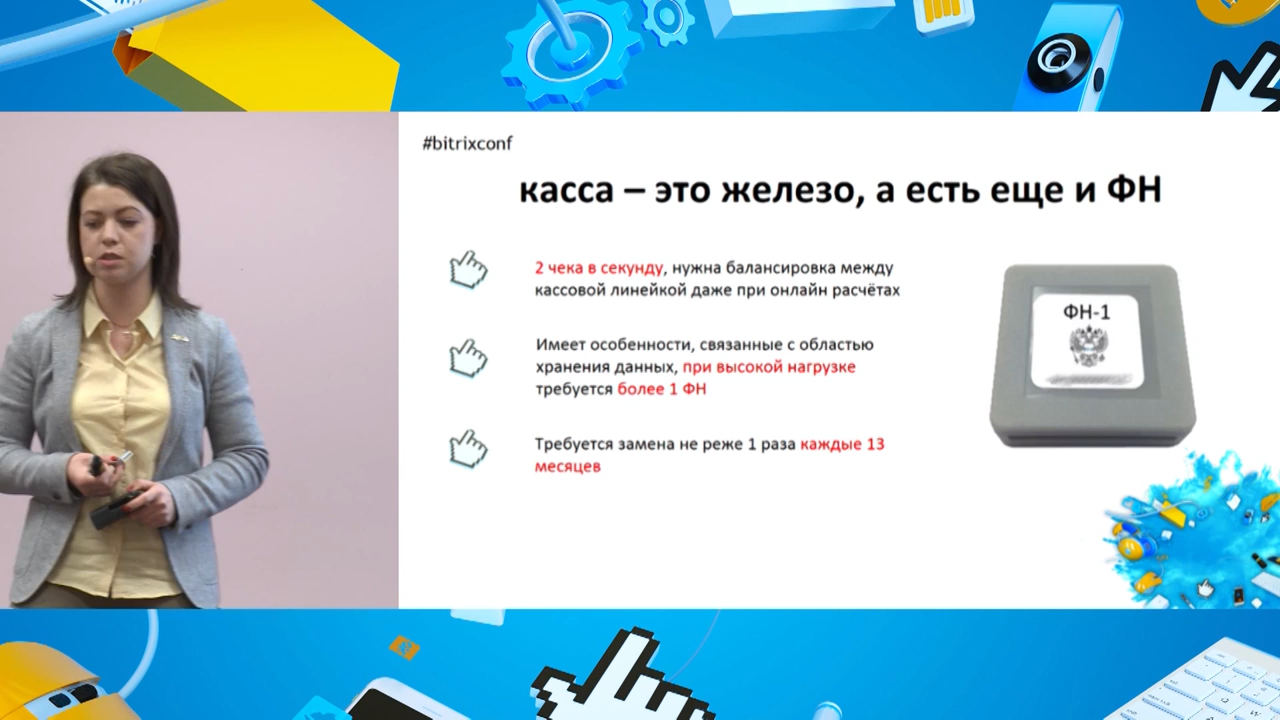 #bitrixconf
касса – это железо, а есть еще и ФН
2 чека в секунду, нужна балансировка между
кассовой линейкой даже при онлайн расчётах
Имеет особенности, связанные с областью
хранения данных, при высокой нагрузке
требуется более 1 ФН
Требуется замена не реже 1 раза каждые 13
месяцев
ФН-1